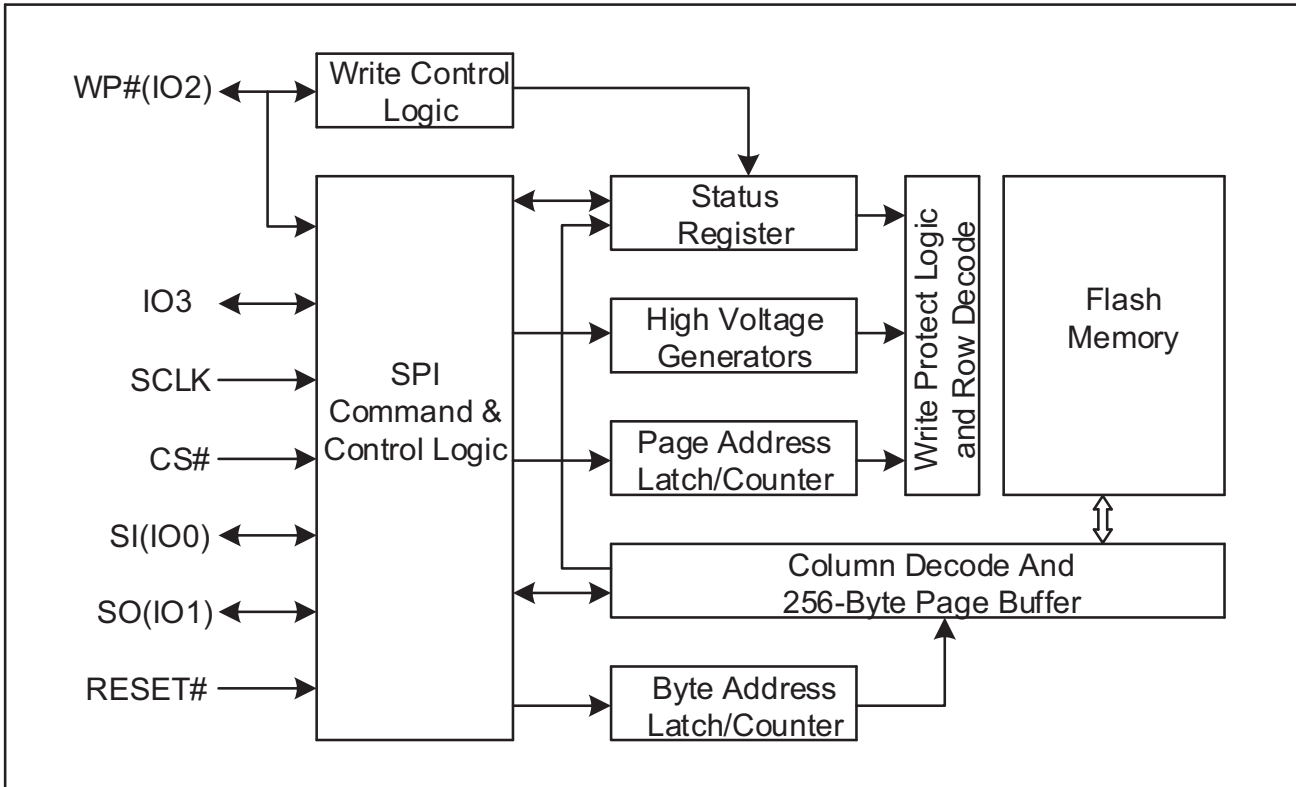 WP#(IO2)
Write Control
Logic
IO3
SCLK
CS#
SI(IO0)
SO(IO1)
RESET#
SPI
Command &
Control Logic
Status
Register
High Voltage
Generators
Page Address
Latch/Counter
Write Protect Logic
and Row Decode
Flash
Memory
Column Decode And
256-Byte Page Buffer
Byte Address
Latch/Counter